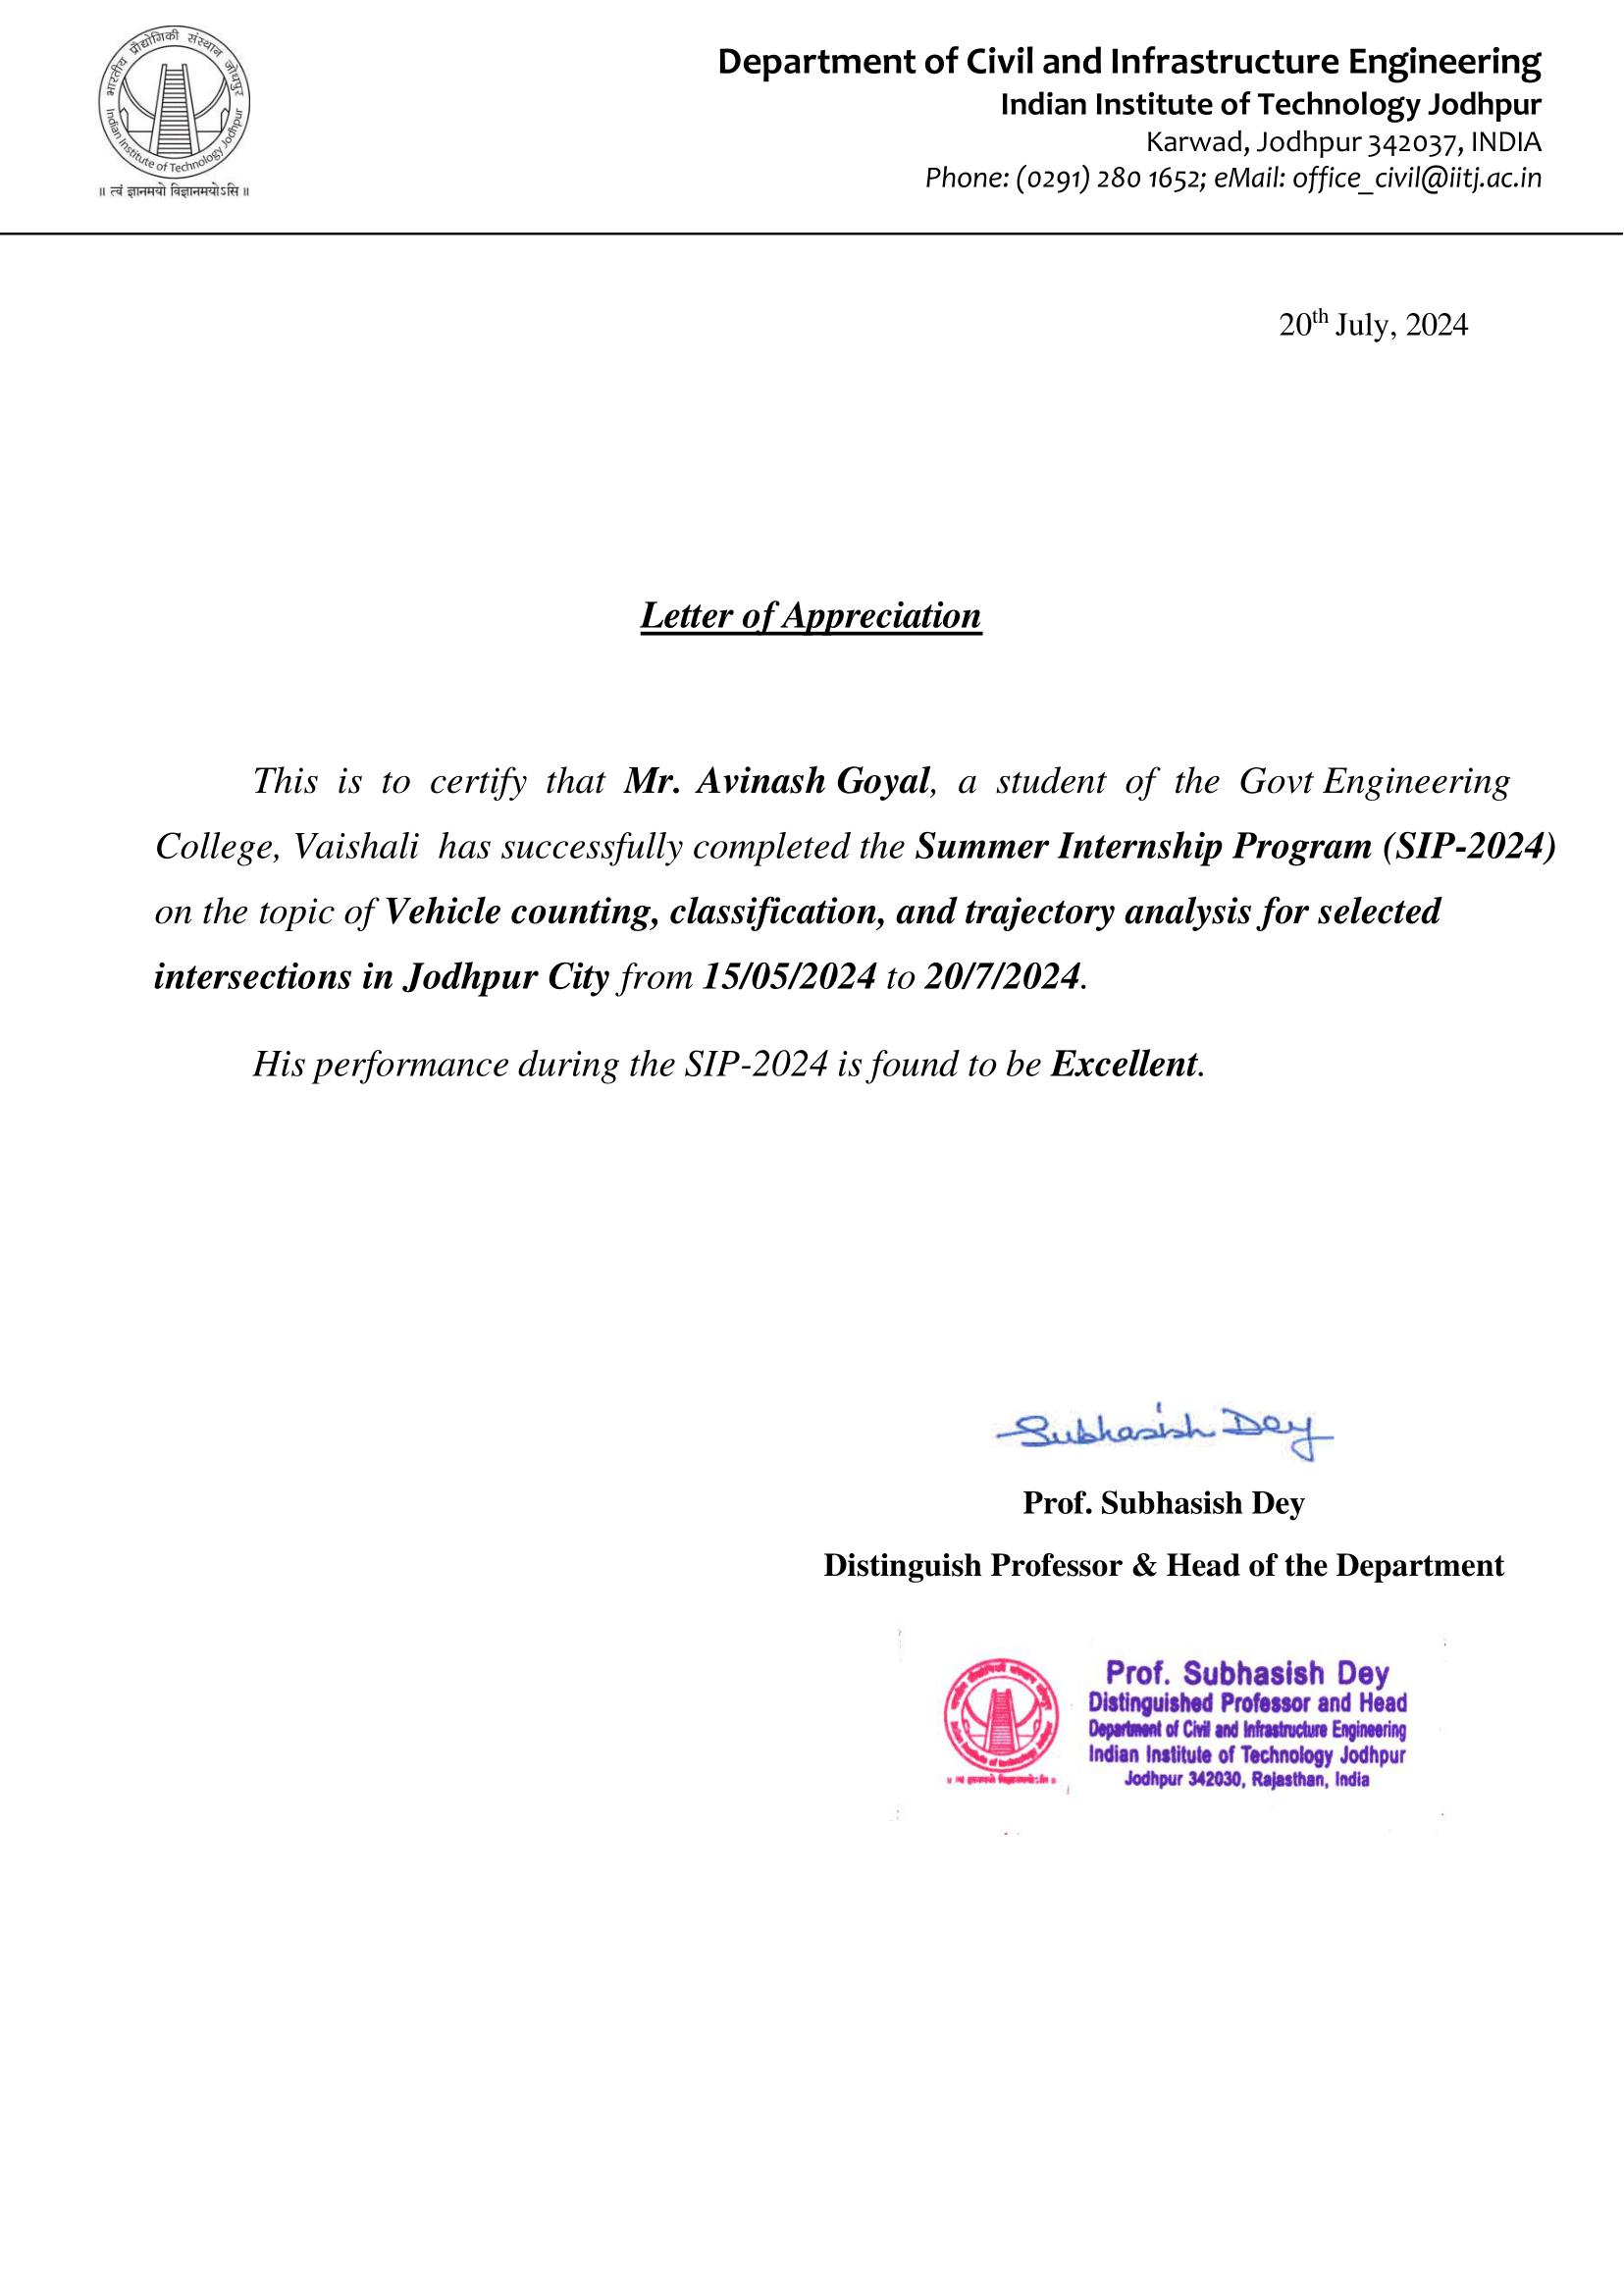 भारतीय प्रौद्योगिकी संस्थान जोधपुर
Indian Institute of Technology Jodhpur
॥ त्वं ज्ञानमयो विज्ञानमयोऽसि ॥
Department of Civil and Infrastructure Engineering
Indian Institute of Technology Jodhpur
Karwad, Jodhpur 342037, INDIA
Phone: (0291) 280 1652; eMail: office_civil@iitj.ac.in
20th July, 2024
Letter of Appreciation
This is to certify that Mr. Avinash Goyal, a student of the Govt Engineering
College, Vaishali has successfully completed the Summer Internship Program (SIP-2024)
on the topic of Vehicle counting, classification, and trajectory analysis for selected
intersections in Jodhpur City from 15/05/2024 to 20/7/2024.
His performance during the SIP-2024 is found to be Excellent.
Subhasish Dey
Prof. Subhasish Dey
Distinguish Professor & Head of the Department
Prof. Subhasish Dey
Distinguished Professor and Head
Department of Civil and Infrastructure Engineering
Indian Institute of Technology Jodhpur
Jodhpur 342030, Rajasthan, India